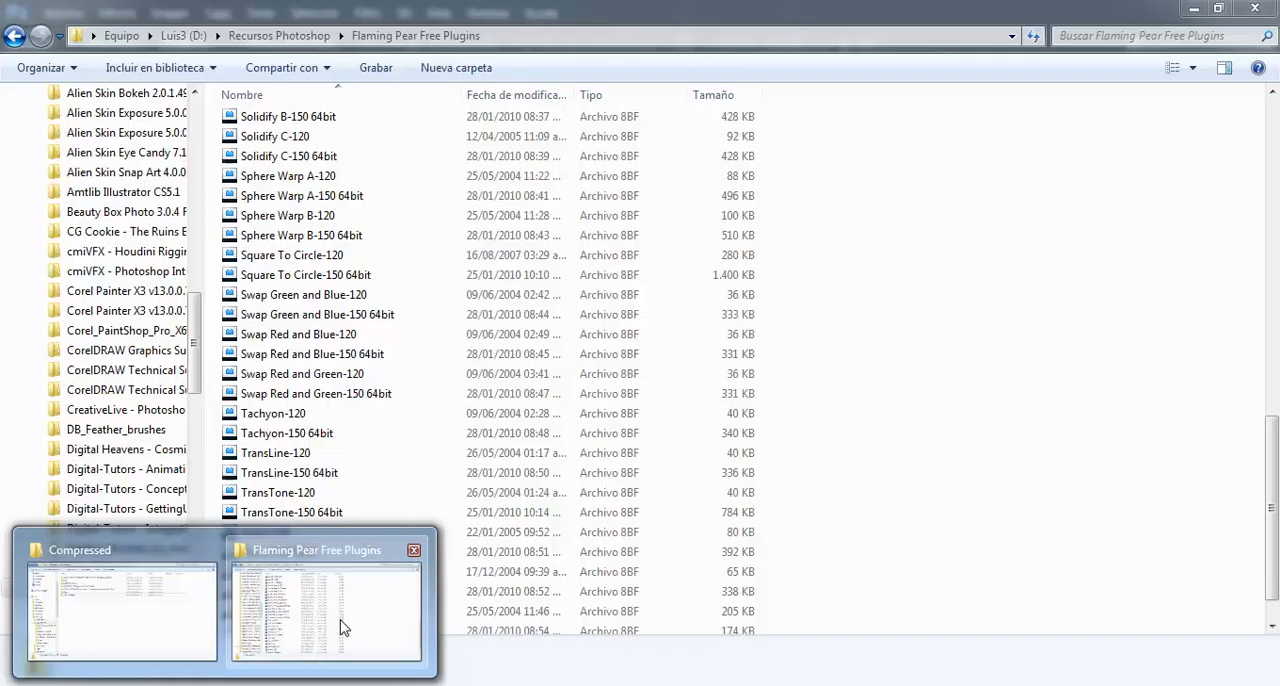 Equipo Luis3 (D:) Recursos Photoshop Flaming Pear Free Plugins Buscar Flaming Pear Free Plugins
Organizar Incluir en biblioteca Compartir con Grabar Nueva carpeta
Nombre Fecha de modifica... Tipo Tamaño
Alien Skin Bokeh 2.0.1.49
Alien Skin Exposure 5.0.0
Alien Skin Exposure 5.0.0
Alien Skin Eye Candy 7.1
Alien Skin Snap Art 4.0.0
Amtlib Illustrator CS5.1
Beauty Box Photo 3.0.4 F
CG Cookie - The Ruins E
cmiVFX - Houdini Riggin
cmiVFX - Photoshop Int
Corel Painter X3 v13.0.0.
Corel Painter X3 v13.0.0.
Corel_PaintShop_Pro_X6
CorelDRAW Graphics Su
CorelDRAW Technical Su
CorelDRAW Technical Su
CreativeLive - Photosho
DB_Feather_brushes
Digital Heavens - Cosmi
Digital-Tutors - Animati
Digital-Tutors - Concept
Digital-Tutors - GettingU
Solidify B-150 64bit 28/01/2010 08:37 ... Archivo 8BF 428 KB
Solidify C-120 12/04/2005 11:09 a... Archivo 8BF 92 KB
Solidify C-150 64bit 28/01/2010 08:39 ... Archivo 8BF 428 KB
Sphere Warp A-120 25/05/2004 11:22 ... Archivo 8BF 88 KB
Sphere Warp A-150 64bit 28/01/2010 08:41 ... Archivo 8BF 496 KB
Sphere Warp B-120 25/05/2004 11:28 ... Archivo 8BF 100 KB
Sphere Warp B-150 64bit 28/01/2010 08:43 ... Archivo 8BF 510 KB
Square To Circle-120 16/08/2007 03:29 a... Archivo 8BF 280 KB
Square To Circle-150 64bit 25/01/2010 10:10 ... Archivo 8BF 1.400 KB
Swap Green and Blue-120 09/06/2004 02:42 ... Archivo 8BF 36 KB
Swap Green and Blue-150 64bit 28/01/2010 08:44 ... Archivo 8BF 333 KB
Swap Red and Blue-120 09/06/2004 02:49 ... Archivo 8BF 36 KB
Swap Red and Blue-150 64bit 28/01/2010 08:45 ... Archivo 8BF 331 KB
Swap Red and Green-120 09/06/2004 03:41 ... Archivo 8BF 36 KB
Swap Red and Green-150 64bit 28/01/2010 08:47 ... Archivo 8BF 331 KB
Tachyon-120 09/06/2004 02:28 ... Archivo 8BF 40 KB
Tachyon-150 64bit 28/01/2010 08:48 ... Archivo 8BF 340 KB
TransLine-120 26/05/2004 01:17 a... Archivo 8BF 40 KB
TransLine-150 64bit 28/01/2010 08:50 ... Archivo 8BF 336 KB
TransTone-120 26/05/2004 01:24 a... Archivo 8BF 40 KB
TransTone-150 64bit 25/01/2010 10:14 ... Archivo 8BF 784 KB
22/12/2005 09:52 ... Archivo 8BF 80 KB
28/01/2010 08:51 ... Archivo 8BF 392 KB
09:39 ... Archivo 8BF 65 KB
28/01/2010 Archivo 8BF
25/05/2004 11:46 ... Archivo 8BF
08:54 ... Archivo 8BF
Compressed Flaming Pear Free Plugins